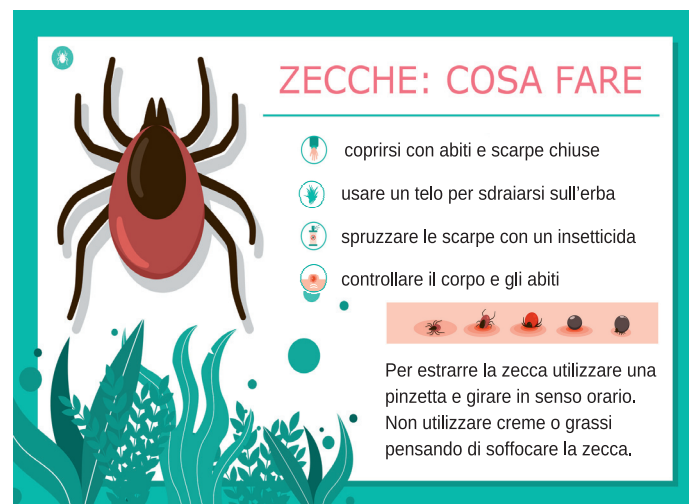 ZECCHE: COSA FARE
coprirsi con abiti e scarpe chiuse
usare un telo per sdraiarsi sull'erba
spruzzare le scarpe con un insetticida
controllare il corpo e gli abiti
Per estrarre la zecca utilizzare una
pinzetta e girare in senso orario.
Non utilizzare creme o grassi
pensando di soffocare la zecca.